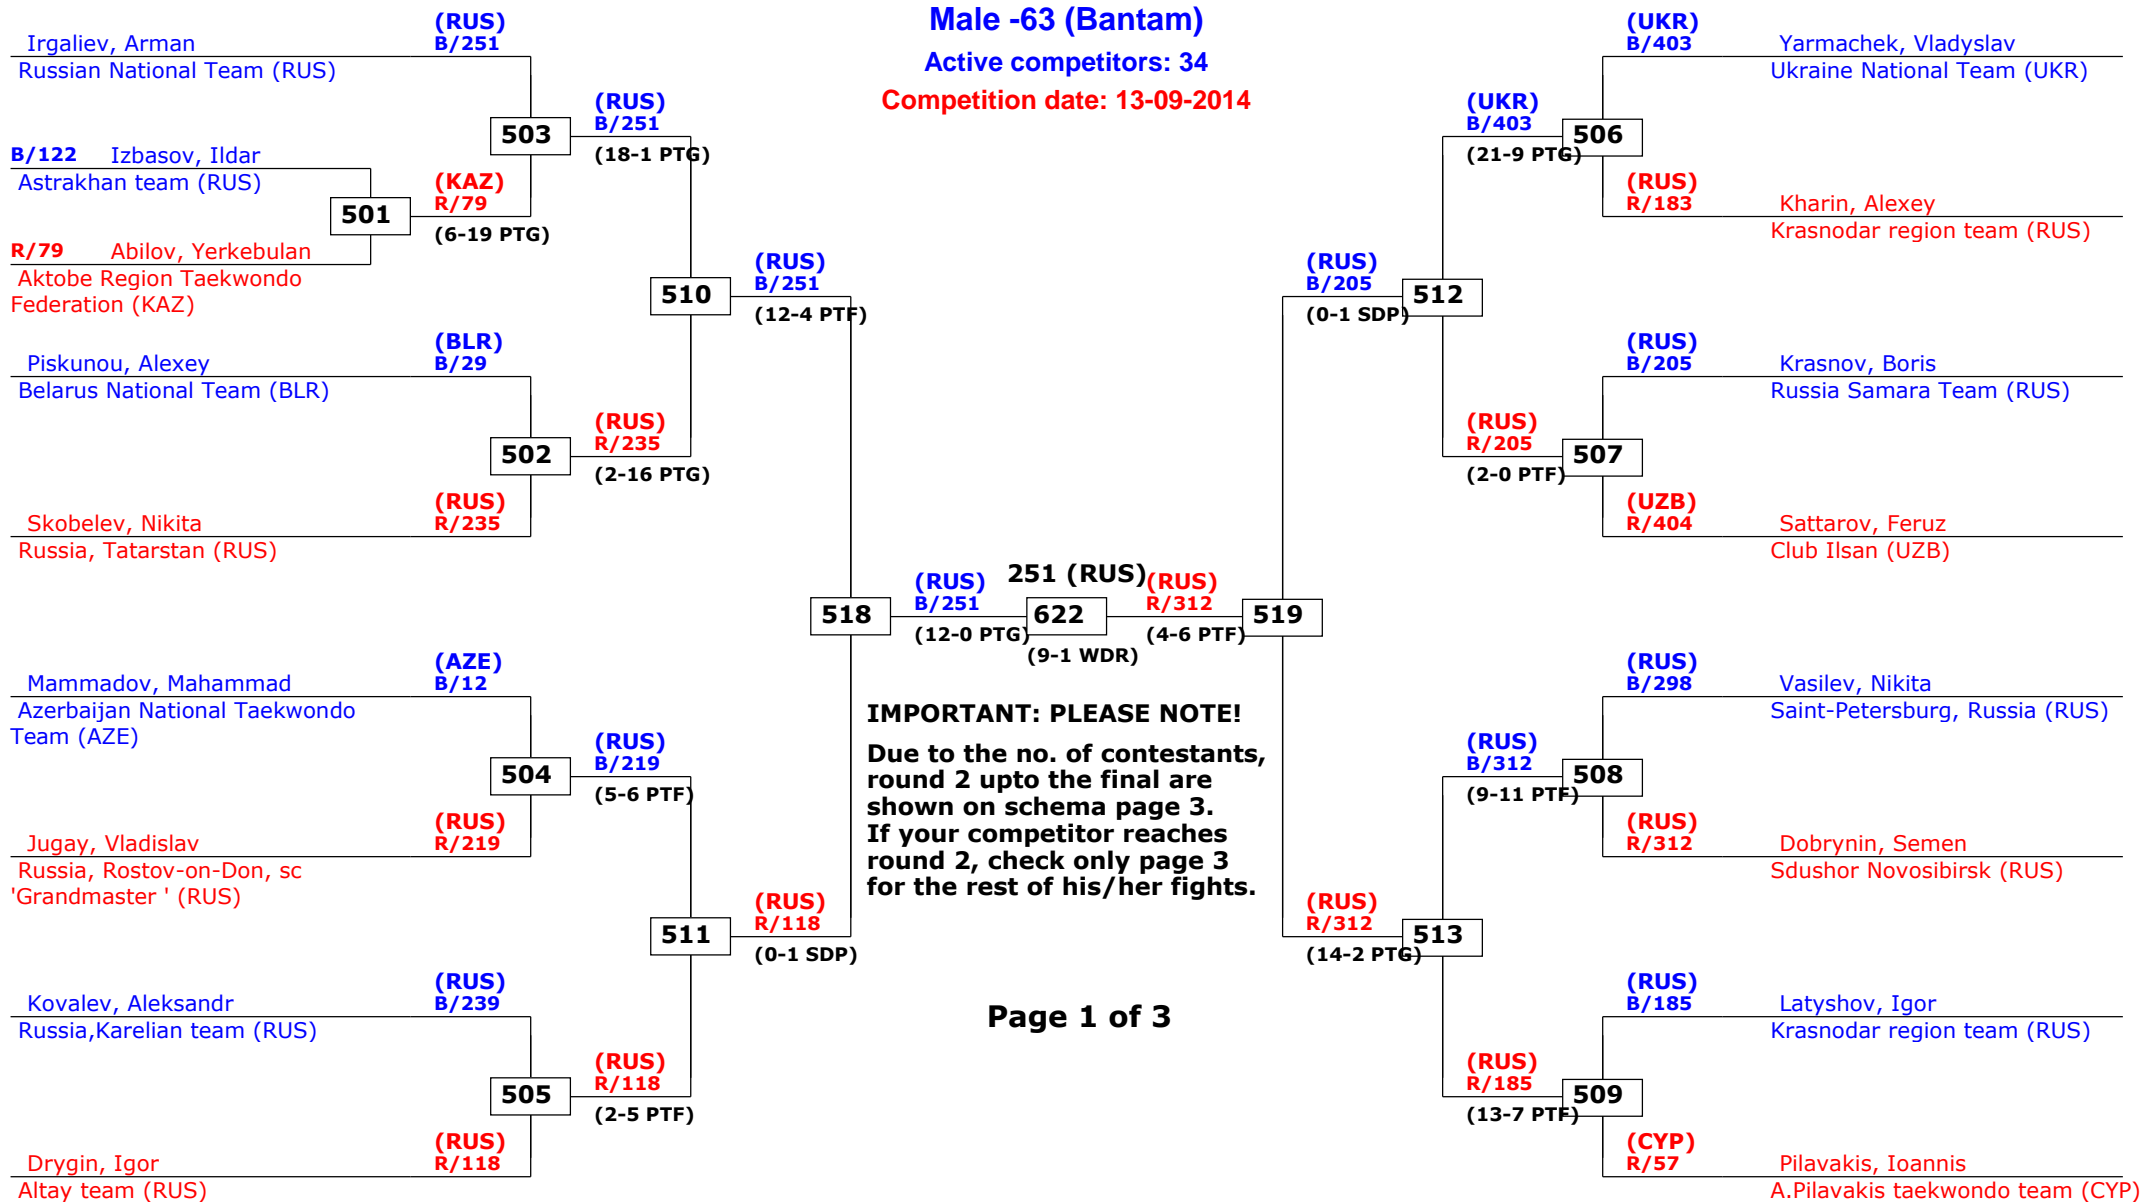 Male -63 (Bantam)
Active competitors: 34
Competition date: 13-09-2014
(RUS)
B/251
Irgaliev, Arman
Russian National Team (RUS)
B/122 Izbasov, Ildar
Astrakhan team (RUS)
501
R/79 Abilov, Yerkebulan
Aktobe Region Taekwondo
Federation (KAZ)
(KAZ)
R/79
(6-19 PTG)
503
(RUS)
B/251
(18-1 PTG)
(BLR)
B/29
Piskunou, Alexey
Belarus National Team (BLR)
502
(RUS)
R/235
(2-16 PTG)
(RUS)
R/235
Skobelev, Nikita
Russia, Tatarstan (RUS)
510
(RUS)
B/251
(12-4 PTF)
(AZE)
B/12
Mammadov, Mahammad
Azerbaijan National Taekwondo
Team (AZE)
504
(RUS)
B/219
(5-6 PTF)
(RUS)
R/219
Jugay, Vladislav
Russia, Rostov-on-Don, sc
'Grandmaster ' (RUS)
511
(RUS)
R/118
(0-1 SDP)
(RUS)
B/239
Kovalev, Aleksandr
Russia,Karelian team (RUS)
505
(RUS)
R/118
(2-5 PTF)
(RUS)
R/118
Drygin, Igor
Altay team (RUS)
518
(RUS)
B/251
(12-0 PTG)
251 (RUS)
622
(9-1 WDR)
(RUS)
R/312
(4-6 PTF)
519
IMPORTANT: PLEASE NOTE!
Due to the no. of contestants,
round 2 upto the final are
shown on schema page 3.
If your competitor reaches
round 2, check only page 3
for the rest of his/her fights.
Page 1 of 3
(UKR)
B/403
Yarmachek, Vladyslav
Ukraine National Team (UKR)
(UKR)
B/403
(21-9 PTG)
506
(RUS)
R/183
Kharin, Alexey
Krasnodar region team (RUS)
(RUS)
B/205
(0-1 SDP)
512
(RUS)
B/205
Krasnov, Boris
Russia Samara Team (RUS)
(RUS)
R/205
(2-0 PTF)
507
(UZB)
R/404
Sattarov, Feruz
Club Ilsan (UZB)
(RUS)
B/298
Vasilev, Nikita
Saint-Petersburg, Russia (RUS)
(RUS)
B/312
(9-11 PTF)
508
(RUS)
R/312
Dobrynin, Semen
Sdushor Novosibirsk (RUS)
(RUS)
R/312
(14-2 PTG)
513
(RUS)
B/185
Latyshov, Igor
Krasnodar region team (RUS)
(RUS)
R/185
(13-7 PTF)
509
(CYP)
R/57
Pilavakis, Ioannis
A.Pilavakis taekwondo team (CYP)